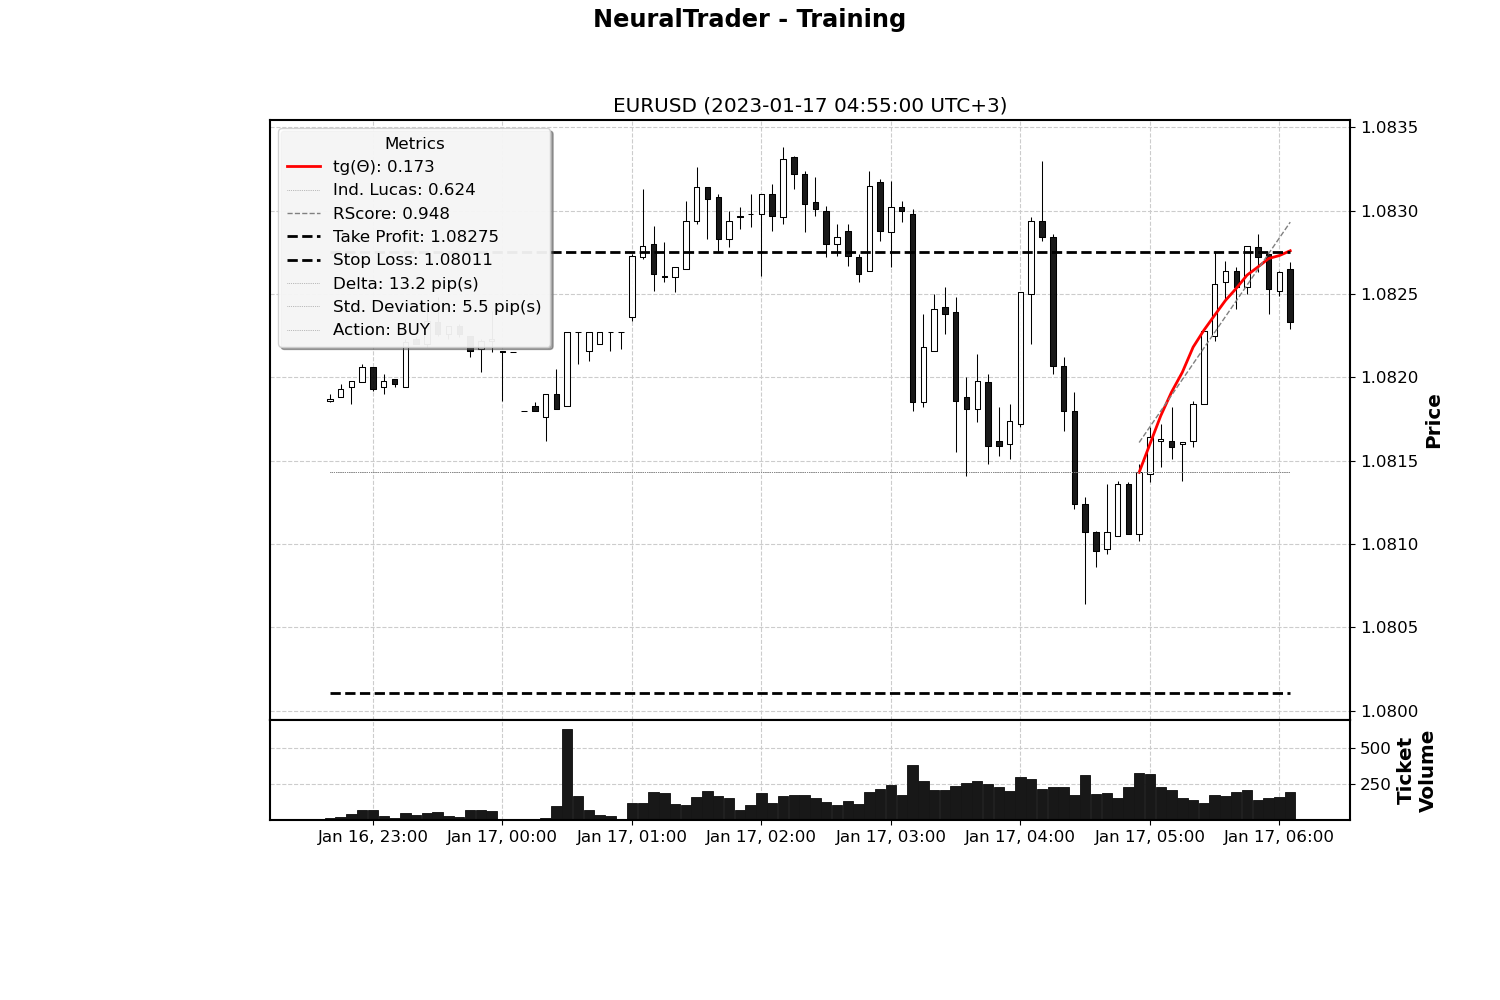 NeuralTrader - Training
EURUSD (2023-01-17 04:55:00 UTC+3)
Metrics
tg(Θ): 0.173
Ind. Lucas: 0.624
RScore: 0.948
Take Profit: 1.08275
Stop Loss: 1.08011
Delta: 13.2 pip(s)
Std. Deviation: 5.5 pip(s)
Action: BUY
1.0835
1.0830
1.0825
1.0820
1.0815
1.0810
1.0805
1.0800
Price
500
250
Ticket
Volume
Jan 16, 23:00
Jan 17, 00:00
Jan 17, 01:00
Jan 17, 02:00
Jan 17, 03:00
Jan 17, 04:00
Jan 17, 05:00
Jan 17, 06:00